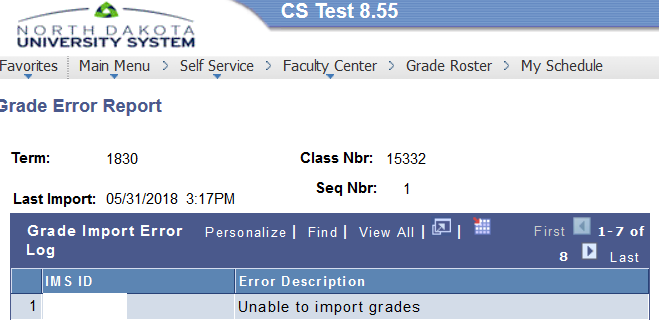 CS Test 8.55
NORTH DAKOTA
UNIVERSITY SYSTEM
Favorites Main Menu > Self Service > Faculty Center > Grade Roster > My Schedule
Grade Error Report
Term: 1830 Class Nbr: 15332
Last Import: 05/31/2018 3:17PM Seq Nbr: 1
Grade Import Error Personalize | Find | View All | | First 1-7 of
Log 8 Last
IMS ID Error Description
1 Unable to import grades